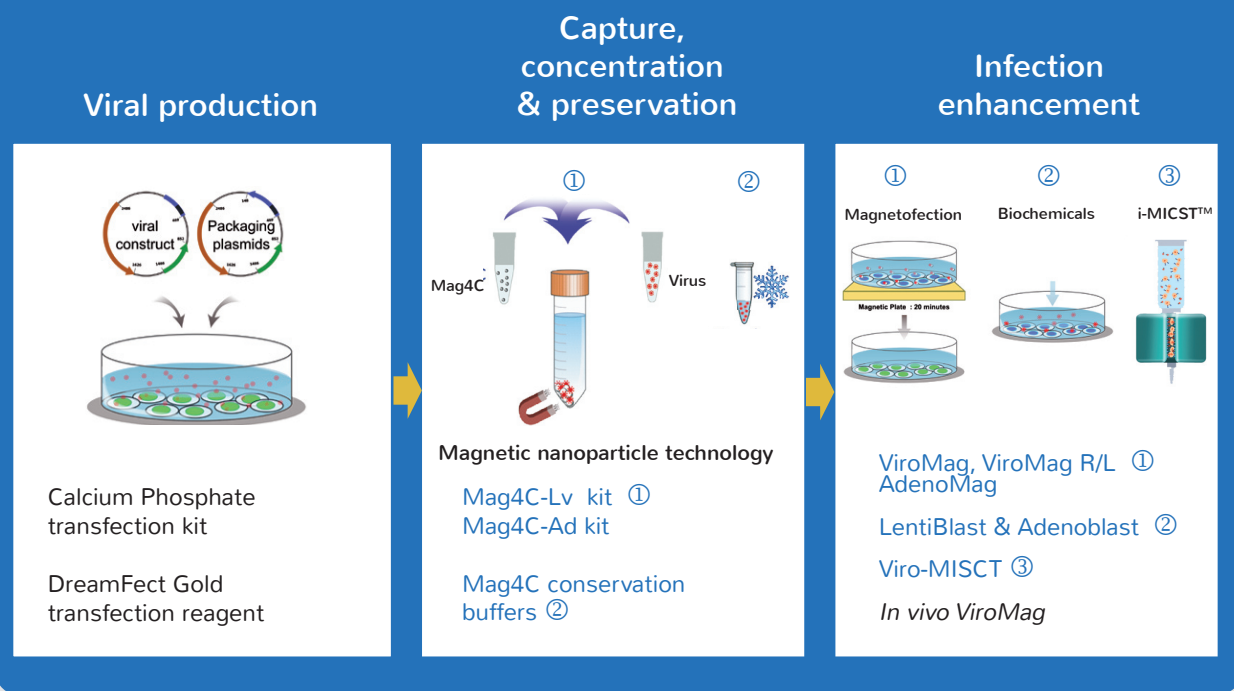 Viral production
viral
construct
Packaging
plasmids
Calcium Phosphate
transfection kit
DreamFect Gold
transfection reagent
Capture,
concentration
& preservation
①
②
Mag4C
Virus
Magnetic nanoparticle technology
Mag4C-Lv kit ①
Mag4C-Ad kit
Mag4C conservation
buffers ②
Infection
enhancement
①
②
③
Magnetofection
Biochemicals
i-MICST™
Magnetic Plate : 20 minutes
ViroMag, ViroMag R/L ①
AdenoMag
LentiBlast & Adenoblast ②
Viro-MISCT ③
In vivo ViroMag